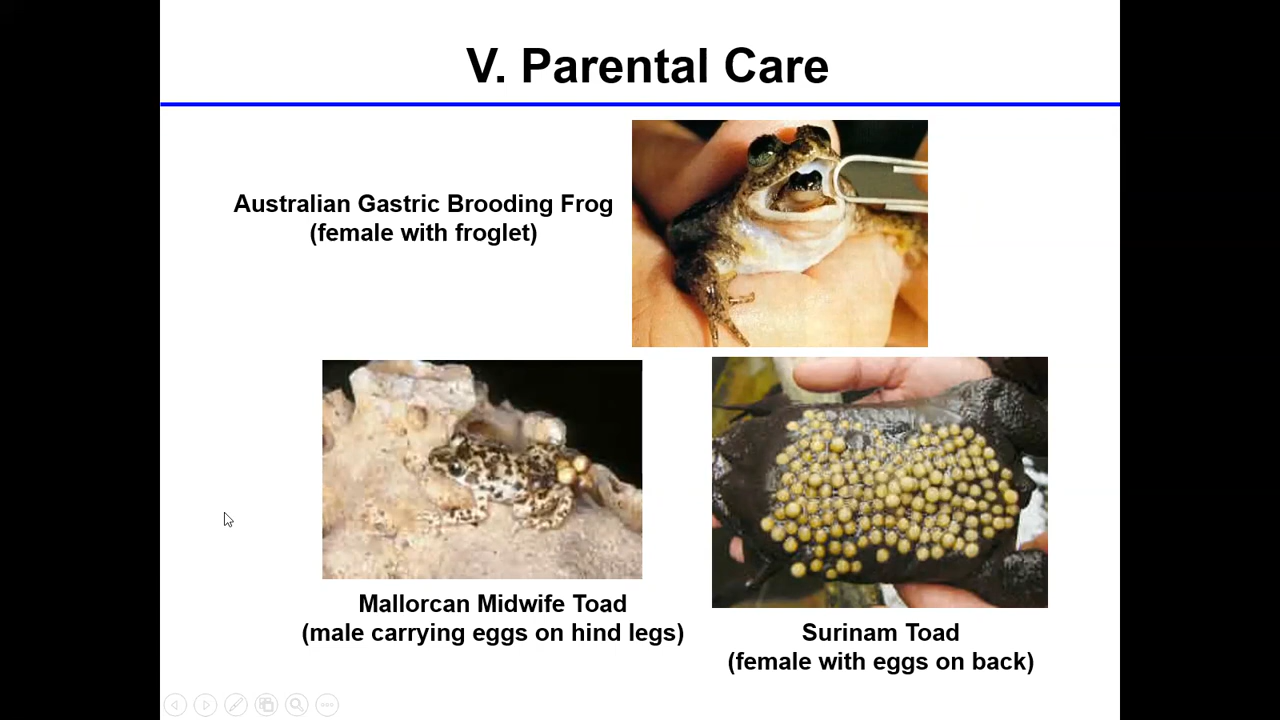 V. Parental Care
Australian Gastric Brooding Frog
(female with froglet)
Mallorcan Midwife Toad
(male carrying eggs on hind legs)
Surinam Toad
(female with eggs on back)